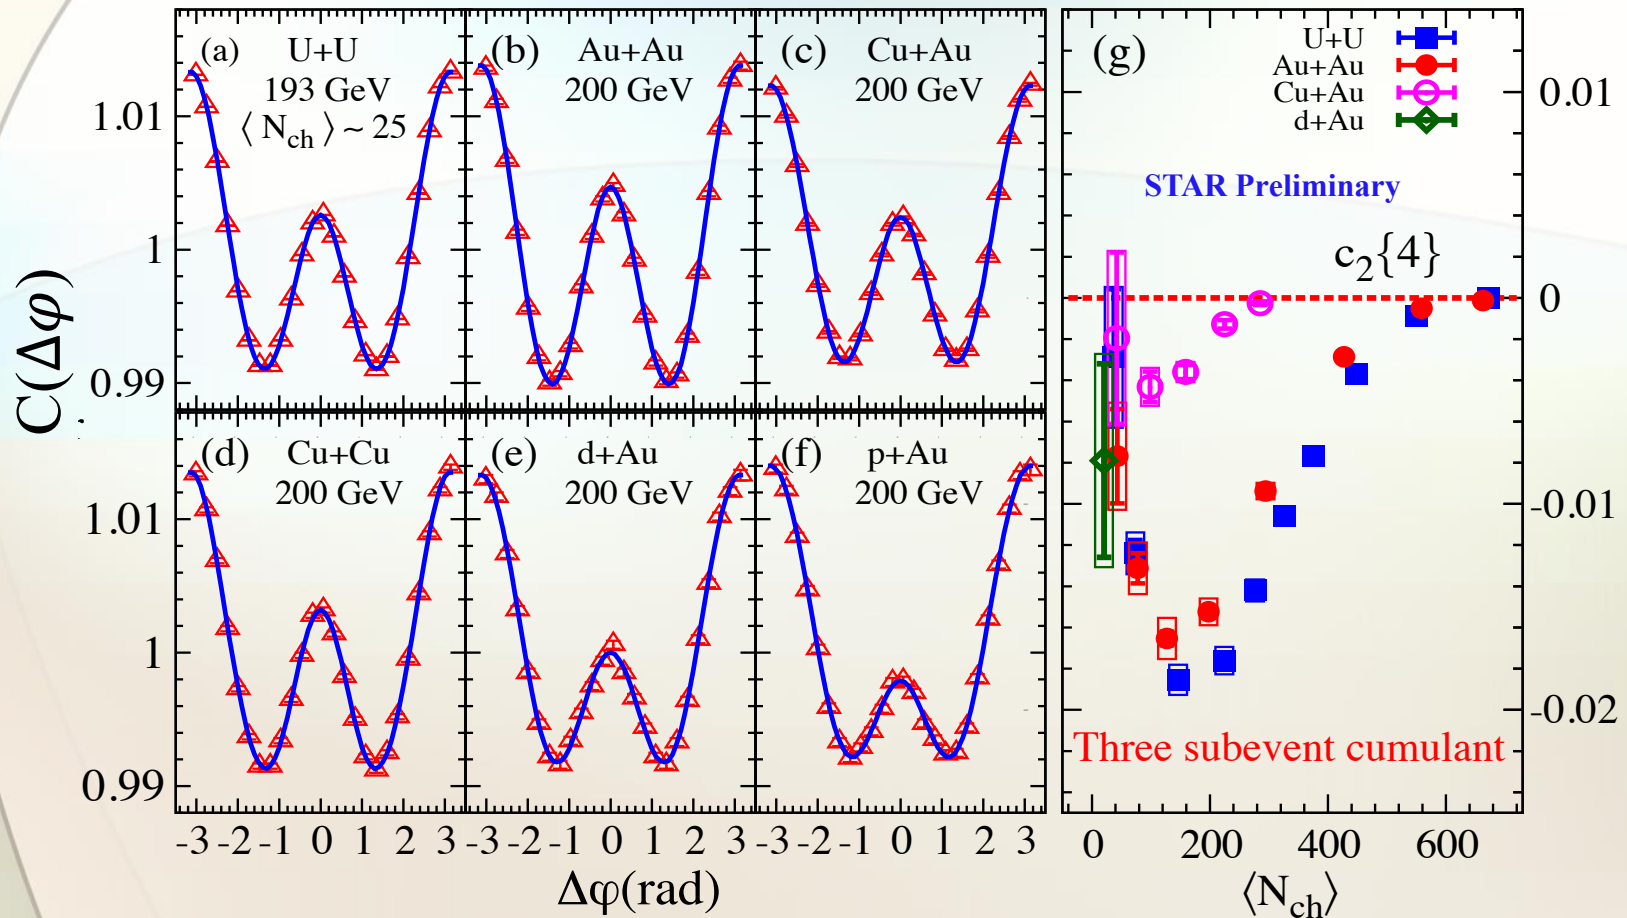 (a) U+U
193 GeV
⟨ N_ch ⟩ ~ 25
(b) Au+Au
200 GeV
(c) Cu+Au
200 GeV
(d) Cu+Cu
200 GeV
(e) d+Au
200 GeV
(f) p+Au
200 GeV
C(Δφ)
1.01
1
0.99
1.01
1
0.99
-3 -2 -1 0 1 2 3
-3 -2 -1 0 1 2 3
-3 -2 -1 0 1 2 3
Δφ(rad)
(g)
U+U
Au+Au
Cu+Au
d+Au
STAR Preliminary
c₂{4}
Three subevent cumulant
0.01
0
-0.01
-0.02
0 200 400 600
⟨N_ch⟩